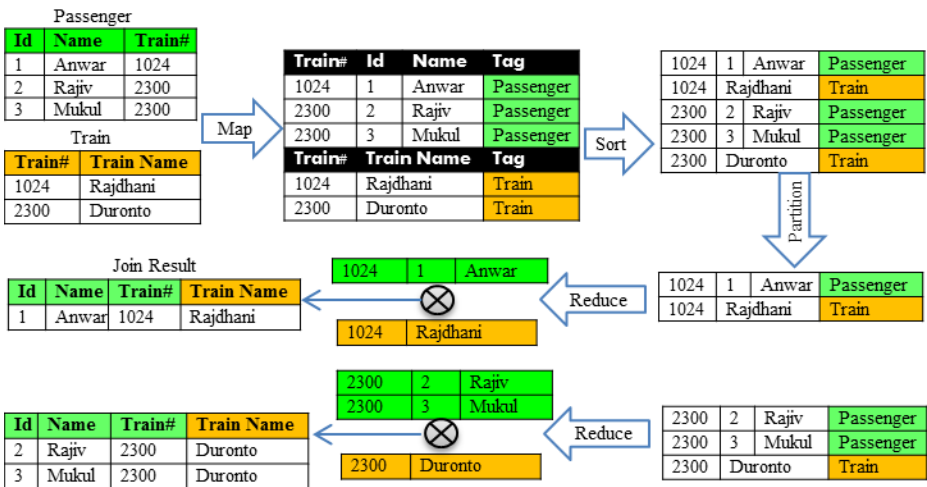 Passenger
Id Name Train#
1 Anwar 1024
2 Rajiv 2300
3 Mukul 2300
Train
Train# Train Name
1024 Rajdhani
2300 Duronto
Map
Train# Id Name Tag
1024 1 Anwar Passenger
2300 2 Rajiv Passenger
2300 3 Mukul Passenger
Train# Train Name Tag
1024 Rajdhani Train
2300 Duronto Train
Sort
1024 1 Anwar Passenger
1024 Rajdhani Train
2300 2 Rajiv Passenger
2300 3 Mukul Passenger
2300 Duronto Train
Partition
1024 1 Anwar Passenger
1024 Rajdhani Train
Reduce
1024 1 Anwar
1024 Rajdhani
Join Result
Id Name Train# Train Name
1 Anwar 1024 Rajdhani
2300 2 Rajiv Passenger
2300 3 Mukul Passenger
2300 Duronto Train
Reduce
2300 2 Rajiv
2300 3 Mukul
2300 Duronto
Id Name Train# Train Name
2 Rajiv 2300 Duronto
3 Mukul 2300 Duronto